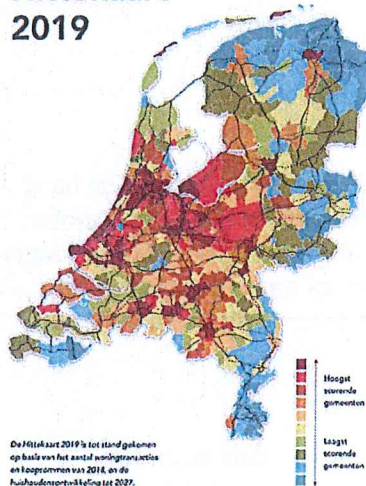 2019
Hoogst
scorende
gemeenten
Laagst
scorende
gemeenten
De Hittekaart 2019 is tot stand gekomen
op basis van het aantal woningtransacties
en koopsommen van 2018, en de
huishoudensontwikkeling tot 2027.